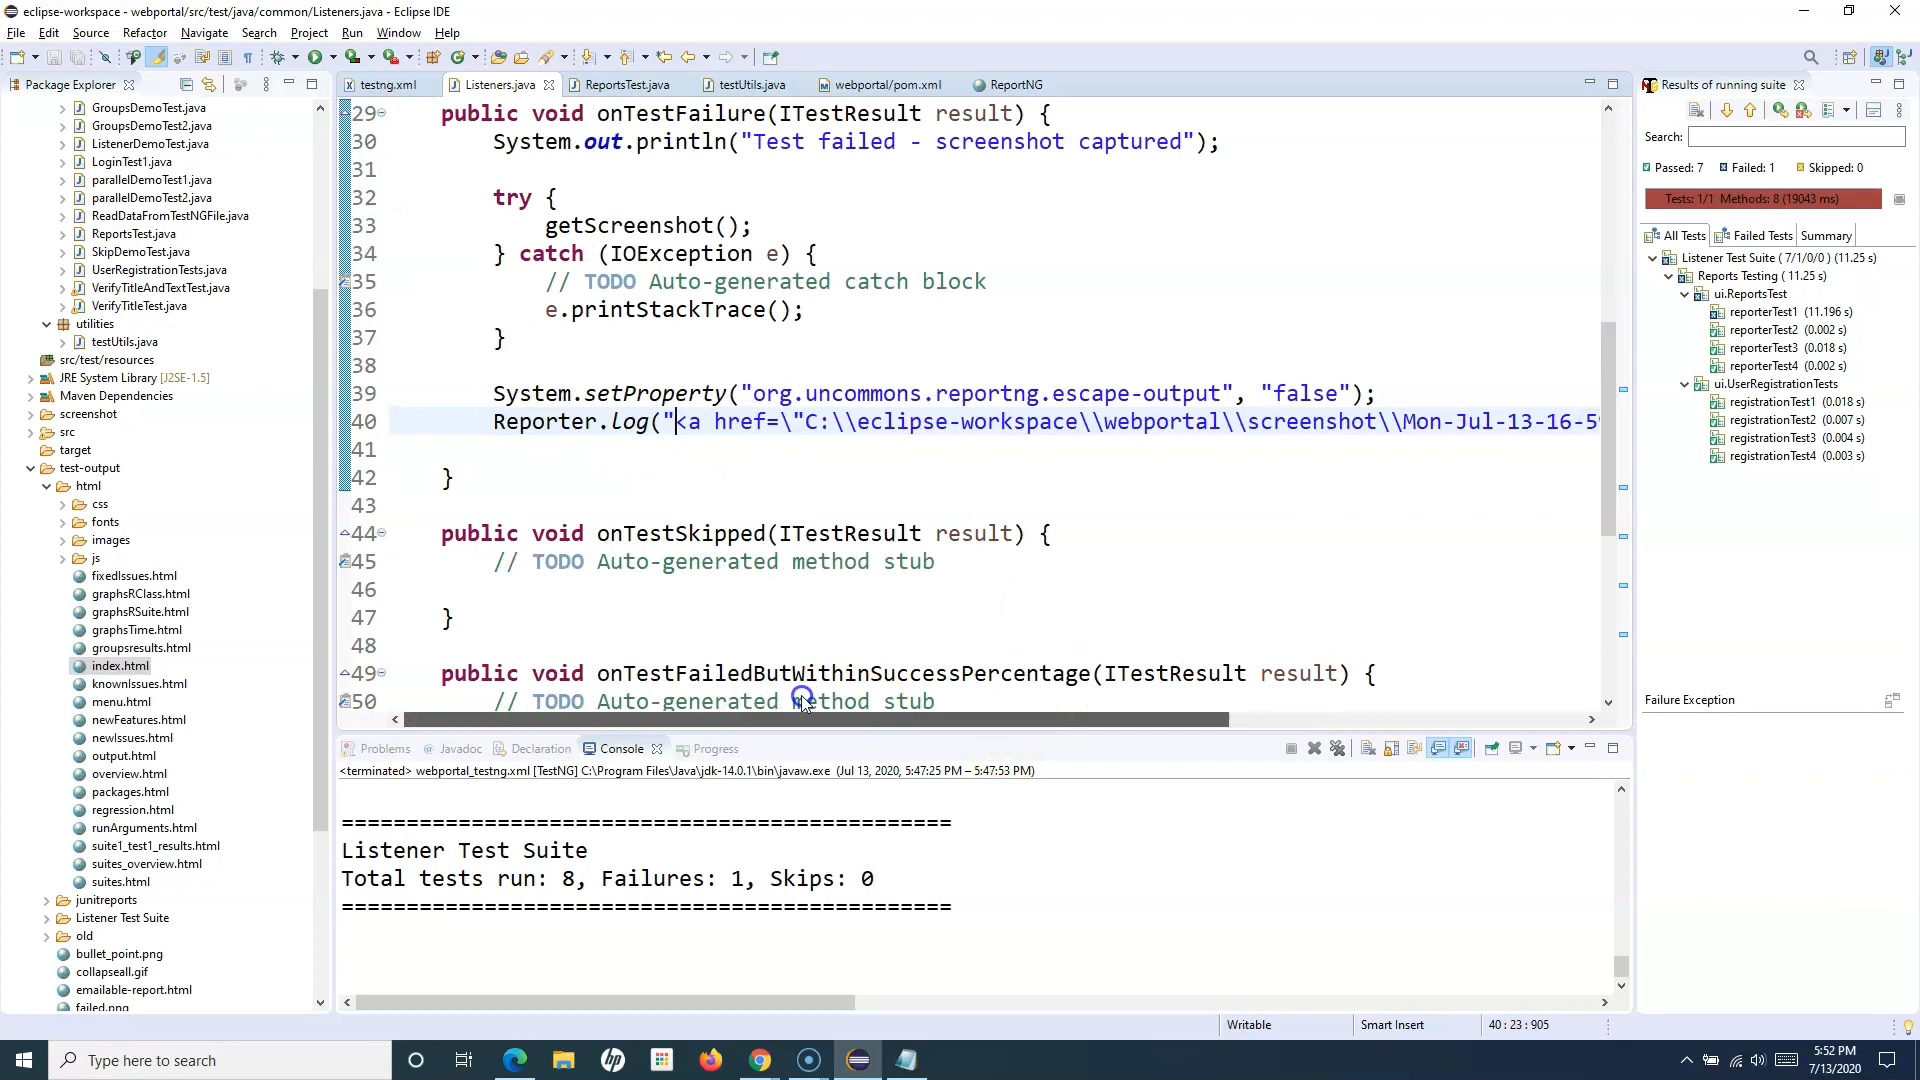 eclipse-workspace - webportal/src/test/java/common/Listeners.java - Eclipse IDE
File Edit Source Refactor Navigate Search Project Run Window Help
Package Explorer
GroupsDemoTest.java
GroupsDemoTest2.java
ListenerDemoTest.java
LoginTest1.java
parallelDemoTest1.java
parallelDemoTest2.java
ReadDataFromTestNGFile.java
ReportsTest.java
SkipDemoTest.java
UserRegistrationTests.java
VerifyTitleAndTextTest.java
VerifyTitleTest.java
utilities
testUtils.java
src/test/resources
JRE System Library [J2SE-1.5]
Maven Dependencies
screenshot
src
target
test-output
html
css
fonts
images
js
fixedIssues.html
graphsRClass.html
graphsRSuite.html
graphsTime.html
groupsresults.html
index.html
knownIssues.html
menu.html
newFeatures.html
newIssues.html
output.html
overview.html
packages.html
regression.html
runArguments.html
suite1_test1_results.html
suites_overview.html
suites.html
junitreports
Listener Test Suite
old
bullet_point.png
collapseall.gif
emailable-report.html
failed.png
testng.xml Listeners.java ReportsTest.java testUtils.java webportal/pom.xml ReportNG
29 public void onTestFailure(ITestResult result) {
30 System.out.println("Test failed - screenshot captured");
31
32 try {
33 getScreenshot();
34 } catch (IOException e) {
35 // TODO Auto-generated catch block
36 e.printStackTrace();
37 }
38
39 System.setProperty("org.uncommons.reportng.escape-output", "false");
40 Reporter.log("<a href=\"C:\\eclipse-workspace\\webportal\\screenshot\\Mon-Jul-13-16-5
41
42 }
43
44 public void onTestSkipped(ITestResult result) {
45 // TODO Auto-generated method stub
46
47 }
48
49 public void onTestFailedButWithinSuccessPercentage(ITestResult result) {
50 // TODO Auto-generated method stub
Problems Javadoc Declaration Console Progress
<terminated> webportal_testng.xml [TestNG] C:\Program Files\Java\jdk-14.0.1\bin\javaw.exe (Jul 13, 2020, 5:47:25 PM – 5:47:53 PM)
===============================================
Listener Test Suite
Total tests run: 8, Failures: 1, Skips: 0
===============================================
Results of running suite
Search:
Passed: 7 Failed: 1 Skipped: 0
Tests: 1/1 Methods: 8 (19043 ms)
All Tests Failed Tests Summary
Listener Test Suite ( 7/1/0/0 ) (11.25 s)
Reports Testing ( 11.25 s)
ui.ReportsTest
reporterTest1 (11.196 s)
reporterTest2 (0.002 s)
reporterTest3 (0.018 s)
reporterTest4 (0.002 s)
ui.UserRegistrationTests
registrationTest1 (0.018 s)
registrationTest2 (0.007 s)
registrationTest3 (0.004 s)
registrationTest4 (0.003 s)
Failure Exception
Writable Smart Insert 40 : 23 : 905
Type here to search
5:52 PM
7/13/2020